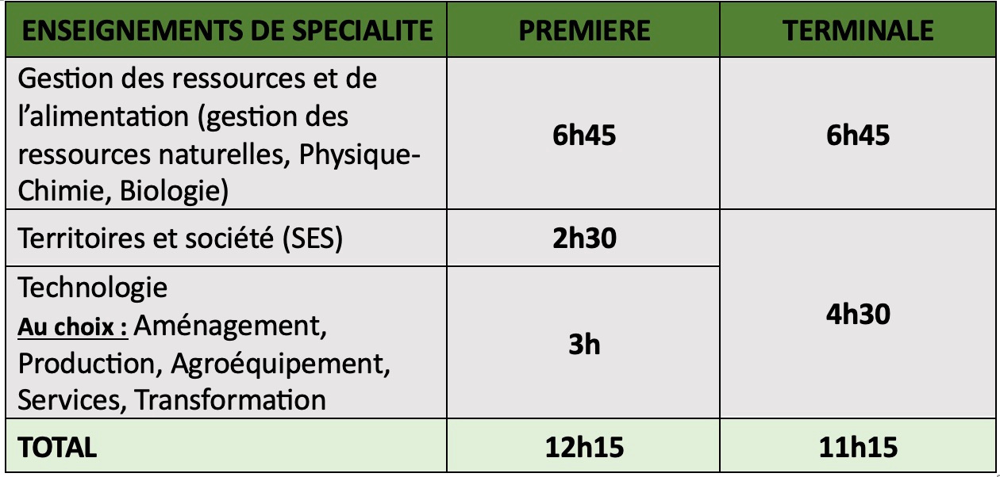 ENSEIGNEMENTS DE SPECIALITE PREMIERE TERMINALE
Gestion des ressources et de
l’alimentation (gestion des
ressources naturelles, Physique-
Chimie, Biologie)
6h45 6h45
Territoires et société (SES) 2h30
Technologie
Au choix : Aménagement,
Production, Agroéquipement,
Services, Transformation
3h
4h30
TOTAL 12h15 11h15